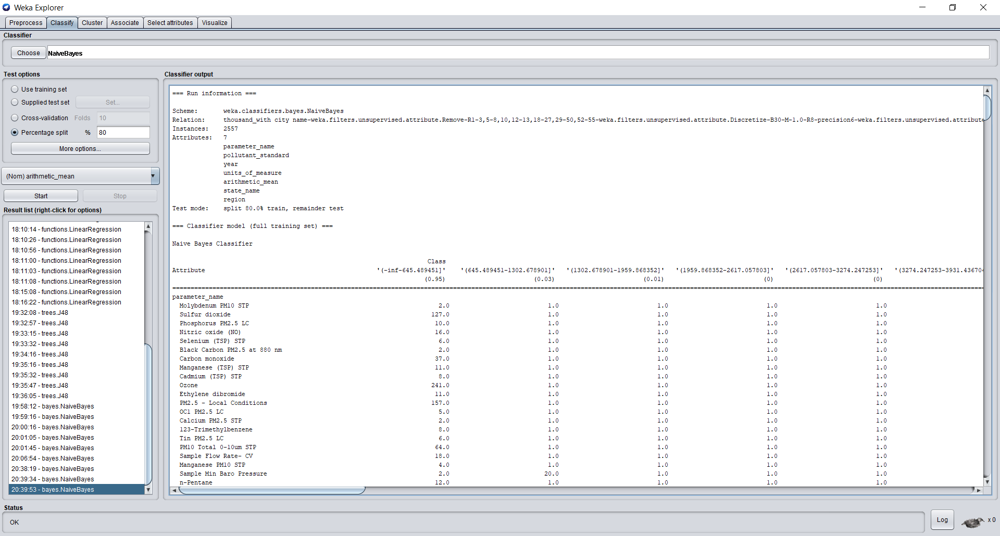 Weka Explorer
Preprocess Classify Cluster Associate Select attributes Visualize
Classifier
Choose NaiveBayes
Test options
Use training set
Supplied test set Set...
Cross-validation Folds 10
Percentage split % 80
More options...
(Nom) arithmetic_mean
Start Stop
Result list (right-click for options)
18:10:14 - functions.LinearRegression
18:10:26 - functions.LinearRegression
18:10:56 - functions.LinearRegression
18:11:00 - functions.LinearRegression
18:11:03 - functions.LinearRegression
18:11:08 - functions.LinearRegression
18:15:08 - functions.LinearRegression
18:16:22 - functions.LinearRegression
19:32:08 - trees.J48
19:32:57 - trees.J48
19:33:15 - trees.J48
19:33:32 - trees.J48
19:34:16 - trees.J48
19:35:16 - trees.J48
19:35:32 - trees.J48
19:35:47 - trees.J48
19:36:05 - trees.J48
19:58:12 - bayes.NaiveBayes
19:59:16 - bayes.NaiveBayes
20:00:16 - bayes.NaiveBayes
20:01:05 - bayes.NaiveBayes
20:01:45 - bayes.NaiveBayes
20:06:54 - bayes.NaiveBayes
20:38:19 - bayes.NaiveBayes
20:39:34 - bayes.NaiveBayes
20:39:53 - bayes.NaiveBayes
Classifier output
=== Run information ===
Scheme: weka.classifiers.bayes.NaiveBayes
Relation: thousand_with city name-weka.filters.unsupervised.attribute.Remove-R1-3,5-8,10,12-13,18-27,29-50,52-55-weka.filters.unsupervised.attribute.Discretize-B30-M-1.0-R8-precision6-weka.filters.unsupervised.attribute
Instances: 2557
Attributes: 7
parameter_name
pollutant_standard
year
units_of_measure
arithmetic_mean
state_name
region
Test mode: split 80.0% train, remainder test
=== Classifier model (full training set) ===
Naive Bayes Classifier
Class
Attribute '(-inf-645.489451]' '(645.489451-1302.678901]' '(1302.678901-1959.868352]' '(1959.868352-2617.057803]' '(2617.057803-3274.247253]' '(3274.247253-3931.436704
(0.95) (0.03) (0.01) (0) (0)
parameter_name
Molybdenum PM10 STP 2.0 1.0 1.0 1.0 1.0
Sulfur dioxide 127.0 1.0 1.0 1.0 1.0
Phosphorus PM2.5 LC 10.0 1.0 1.0 1.0 1.0
Nitric oxide (NO) 16.0 1.0 1.0 1.0 1.0
Selenium (TSP) STP 6.0 1.0 1.0 1.0 1.0
Black Carbon PM2.5 at 880 nm 2.0 1.0 1.0 1.0 1.0
Carbon monoxide 37.0 1.0 1.0 1.0 1.0
Manganese (TSP) STP 11.0 1.0 1.0 1.0 1.0
Cadmium (TSP) STP 8.0 1.0 1.0 1.0 1.0
Ozone 241.0 1.0 1.0 1.0 1.0
Ethylene dibromide 11.0 1.0 1.0 1.0 1.0
PM2.5 - Local Conditions 157.0 1.0 1.0 1.0 1.0
OC1 PM2.5 LC 5.0 1.0 1.0 1.0 1.0
Calcium PM2.5 STP 2.0 1.0 1.0 1.0 1.0
123-Trimethylbenzene 8.0 1.0 1.0 1.0 1.0
Tin PM2.5 LC 6.0 1.0 1.0 1.0 1.0
PM10 Total 0-10um STP 64.0 1.0 1.0 1.0 1.0
Sample Flow Rate- CV 18.0 1.0 1.0 1.0 1.0
Manganese PM10 STP 4.0 1.0 1.0 1.0 1.0
Sample Min Baro Pressure 2.0 20.0 1.0 1.0 1.0
n-Pentane 12.0 1.0 1.0 1.0 1.0
Status
OK
Log x 0